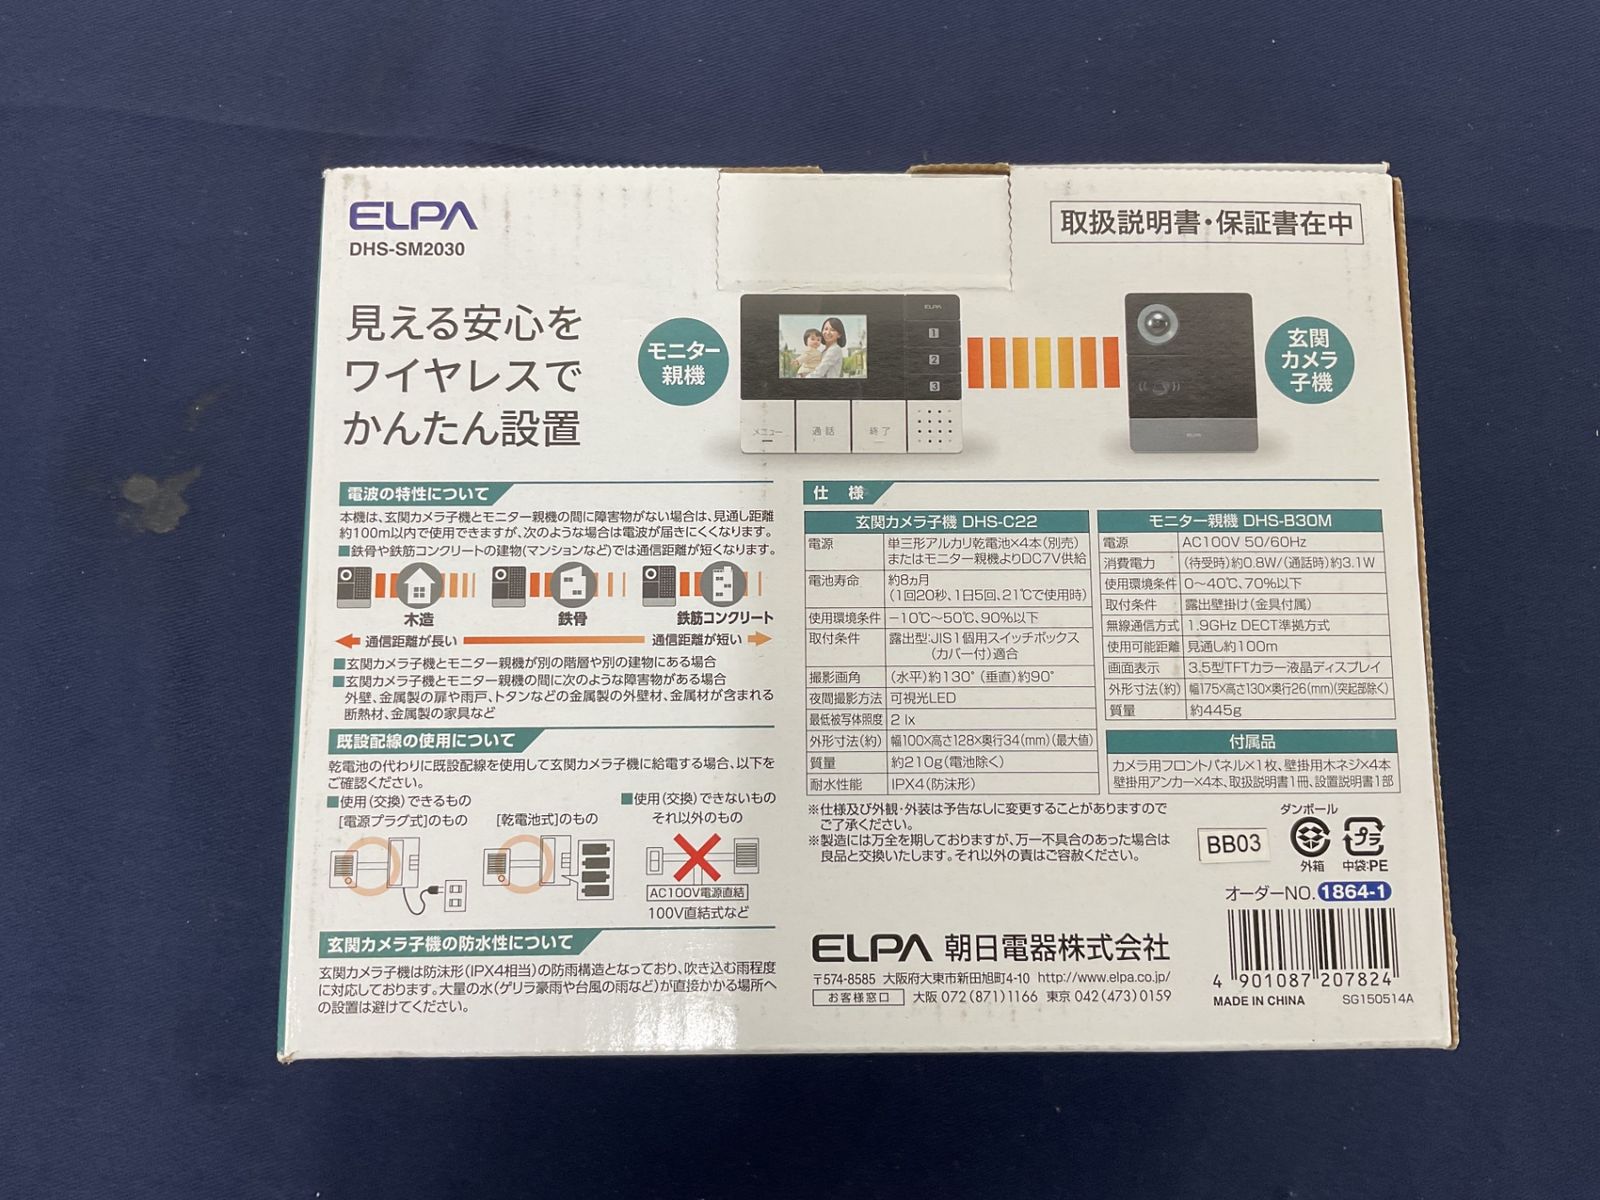 ELPA
DHS-SM2030
取扱説明書・保証書在中
見える安心を
ワイヤレスで
かんたん設置
モニター
親機
ELPA
1
2
3
メニュー
通話
終了
玄関
カメラ
子機
ELPA
電波の特性について
本機は、玄関カメラ子機とモニター親機の間に障害物がない場合は、見通し距離
約100m以内で使用できますが、次のような場合は電波が届きにくくなります。
■鉄骨や鉄筋コンクリートの建物(マンションなど)では通信距離が短くなります。
木造
鉄骨
鉄筋コンクリート
通信距離が長い
通信距離が短い
■玄関カメラ子機とモニター親機が別の階層や別の建物にある場合
■玄関カメラ子機とモニター親機の間に次のような障害物がある場合
外壁、金属製の扉や雨戸、トタンなどの金属製の外壁材、金属材が含まれる
断熱材、金属製の家具など
既設配線の使用について
乾電池の代わりに既設配線を使用して玄関カメラ子機に給電する場合、以下を
ご確認ください。
■使用(交換)できるもの
■使用(交換)できないもの
[電源プラグ式]のもの
[乾電池式]のもの
それ以外のもの
AC100V電源直結
100V直結式など
玄関カメラ子機の防水性について
玄関カメラ子機は防沫形(IPX4相当)の防雨構造となっており、吹き込む雨程度
に対応しております。大量の水(ゲリラ豪雨や台風の雨など)が直接かかる場所へ
の設置は避けてください。
仕様
玄関カメラ子機 DHS-C22
電源 単三形アルカリ乾電池×4本(別売)
またはモニター親機よりDC7V供給
電池寿命 約8ヵ月
(1回20秒、1日5回、21℃で使用時)
使用環境条件 −10℃〜50℃、90%以下
取付条件 露出型:JIS1個用スイッチボックス
(カバー付)適合
撮影画角 (水平)約130°(垂直)約90°
夜間撮影方法 可視光LED
最低被写体照度 2 lx
外形寸法(約) 幅100×高さ128×奥行34(mm)(最大値)
質量 約210g(電池除く)
耐水性能 IPX4(防沫形)
モニター親機 DHS-B30M
電源 AC100V 50/60Hz
消費電力 (待受時)約0.8W/(通話時)約3.1W
使用環境条件 0〜40℃、70%以下
取付条件 露出壁掛け(金具付属)
無線通信方式 1.9GHz DECT準拠方式
使用可能距離 見通し約100m
画面表示 3.5型TFTカラー液晶ディスプレイ
外形寸法(約) 幅175×高さ130×奥行26(mm)(突起部除く)
質量 約445g
付属品
カメラ用フロントパネル×1枚、壁掛用木ネジ×4本
壁掛用アンカー×4本、取扱説明書1冊、設置説明書1部
※仕様及び外観・外装は予告なしに変更することがありますので
ご了承ください。
※製造には万全を期しておりますが、万一不具合のあった場合は
良品と交換いたします。それ以外の責はご容赦ください。
BB03
ダンボール
外箱
プラ
中袋:PE
オーダーNO. 1864-1
ELPA 朝日電器株式会社
〒574-8585 大阪府大東市新田旭町4-10 http://www.elpa.co.jp/
お客様窓口 大阪 072(871)1166 東京 042(473)0159
4 901087 207824
MADE IN CHINA
SG150514A